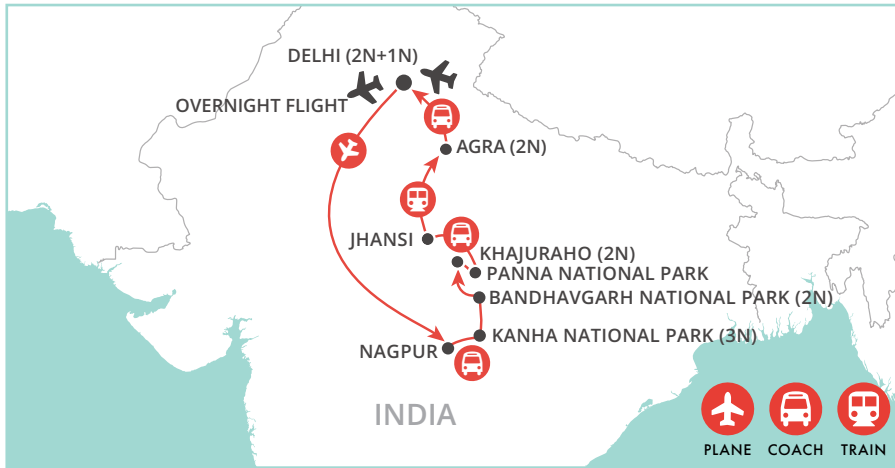 DELHI (2N+1N)
OVERNIGHT FLIGHT
AGRA (2N)
JHANSI
KHAJURAHO (2N)
PANNA NATIONAL PARK
BANDHAVGARH NATIONAL PARK (2N)
KANHA NATIONAL PARK (3N)
NAGPUR
INDIA
PLANE COACH TRAIN